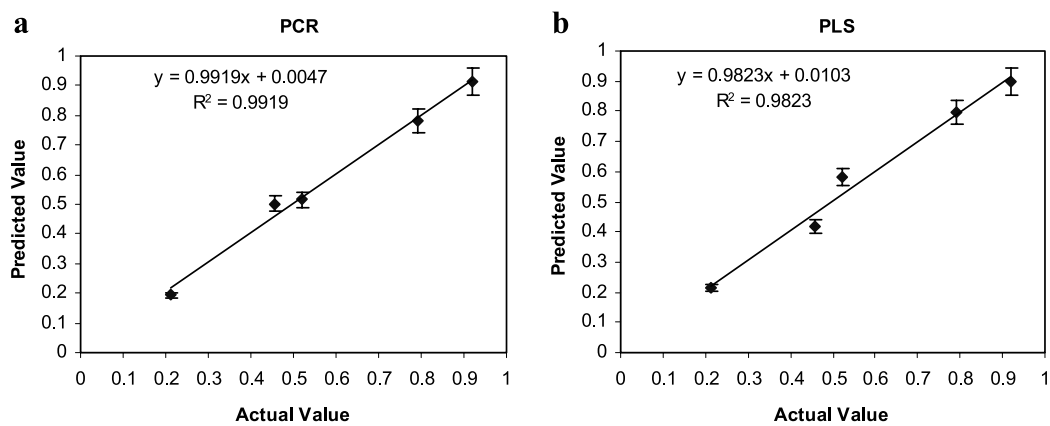 a
PCR
y = 0.9919x + 0.0047
R² = 0.9919
1
0.9
0.8
0.7
0.6
0.5
0.4
0.3
0.2
0.1
0
Predicted Value
0 0.1 0.2 0.3 0.4 0.5 0.6 0.7 0.8 0.9 1
Actual Value
b
PLS
y = 0.9823x + 0.0103
R² = 0.9823
1
0.9
0.8
0.7
0.6
0.5
0.4
0.3
0.2
0.1
0
Predicted Value
0 0.1 0.2 0.3 0.4 0.5 0.6 0.7 0.8 0.9 1
Actual Value